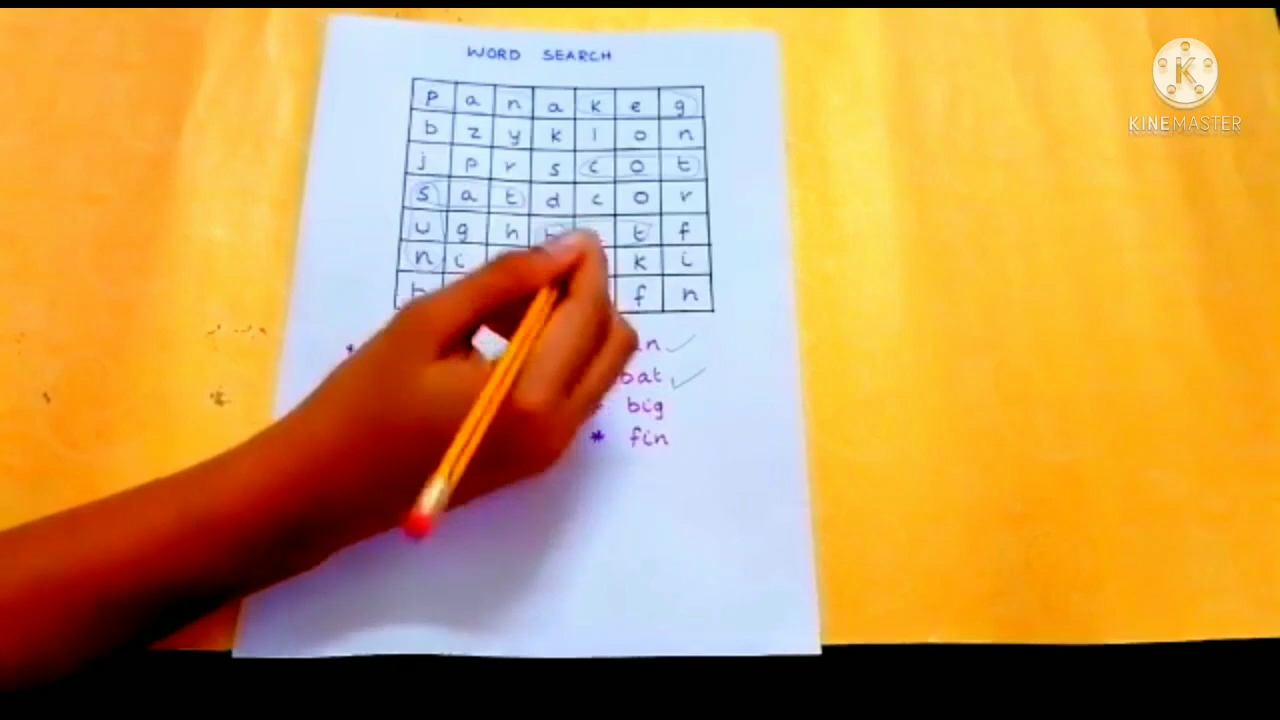 WORD SEARCH
p a n a k e g
b z y k l o n
j p r s c o t
s a t d c o r
u g h t f
n i k i
f n
bat
* big
* fin
K
KINEMASTER